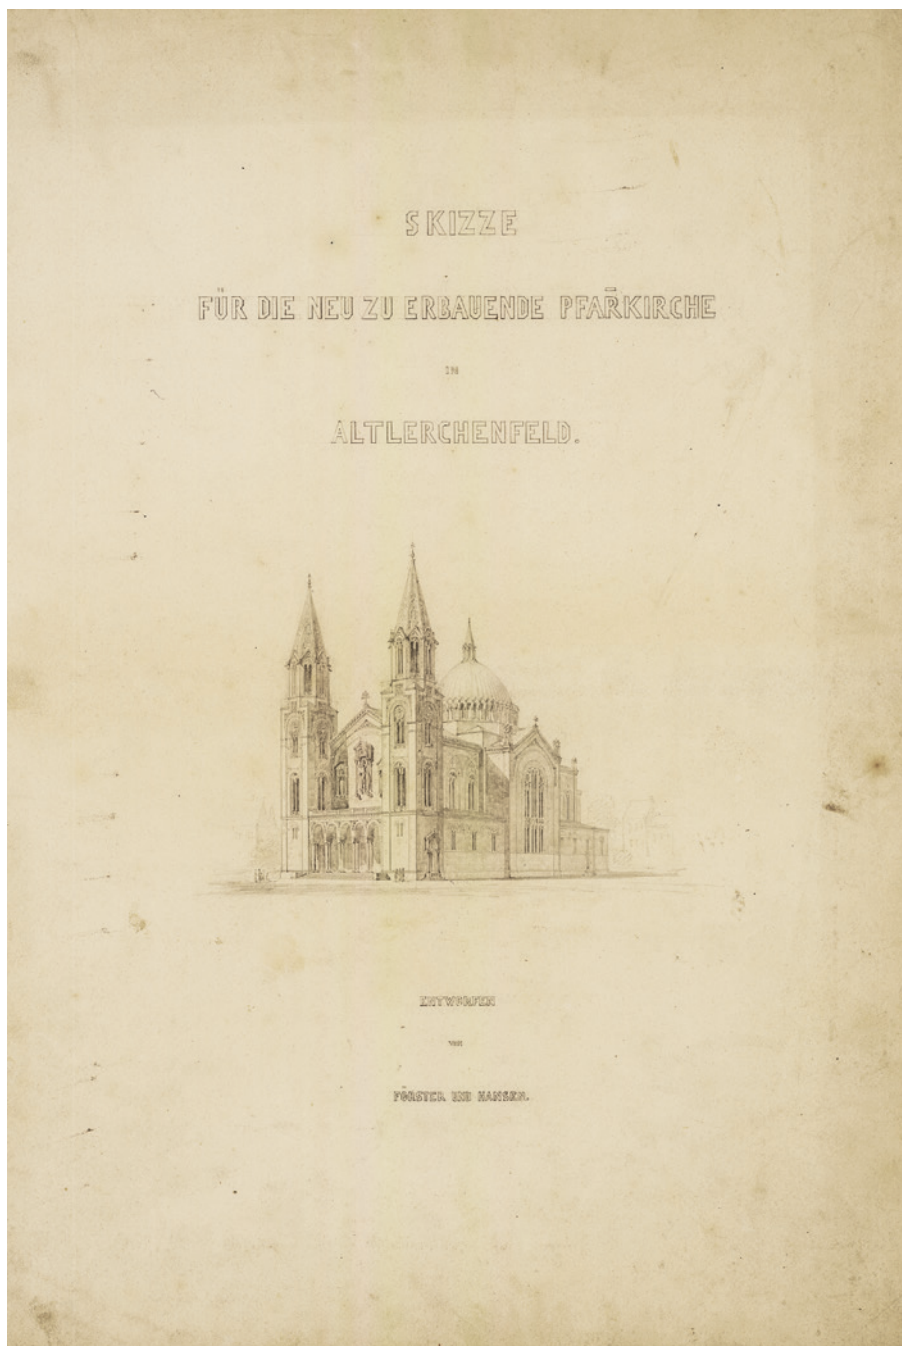 SKIZZE
FÜR DIE NEU ZU ERBAUENDE PFAR̄KIRCHE
IN
ALTLERCHENFELD.
ENTWORFEN
VON
FÖRSTER UND HANSEN.